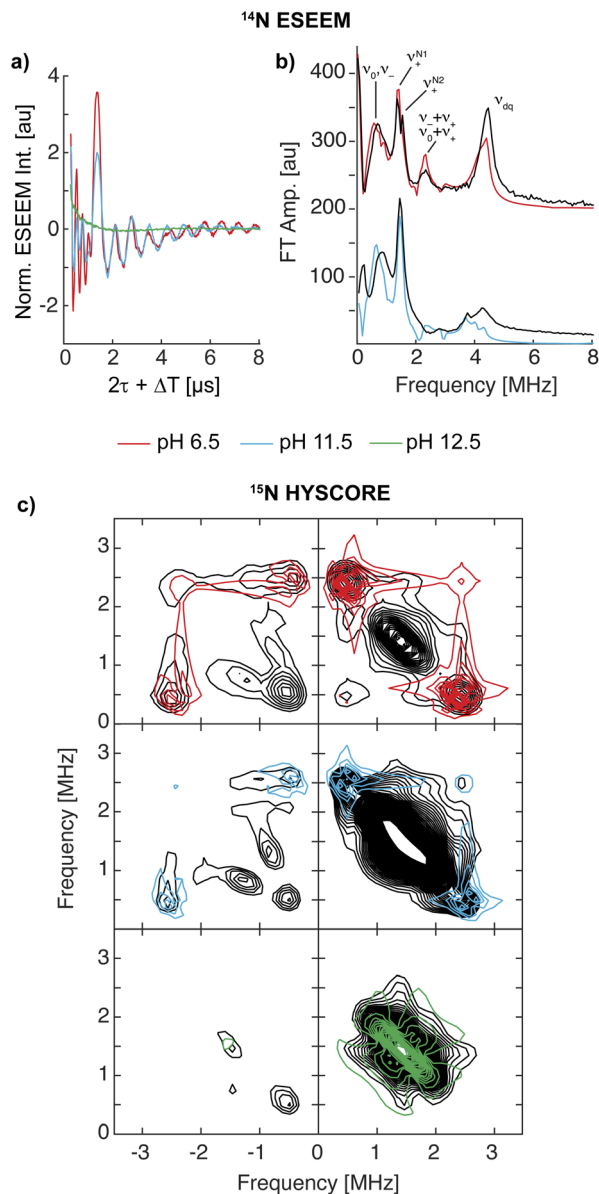 ¹⁴N ESEEM
a)
b)
4
2
0
-2
Norm. ESEEM Int. [au]
0 2 4 6 8
2τ + ΔT [µs]
400
300
200
100
FT Amp. [au]
ν₀,ν₋
ν₊ᴺ¹
ν₊ᴺ²
ν₋+ν₊
ν₀+ν₊
ν_dq
0 2 4 6 8
Frequency [MHz]
pH 6.5 pH 11.5 pH 12.5
¹⁵N HYSCORE
c)
3
2
1
0
3
2
1
0
3
2
1
0
Frequency [MHz]
-3 -2 -1 0 1 2 3
Frequency [MHz]
Frequency [MHz]